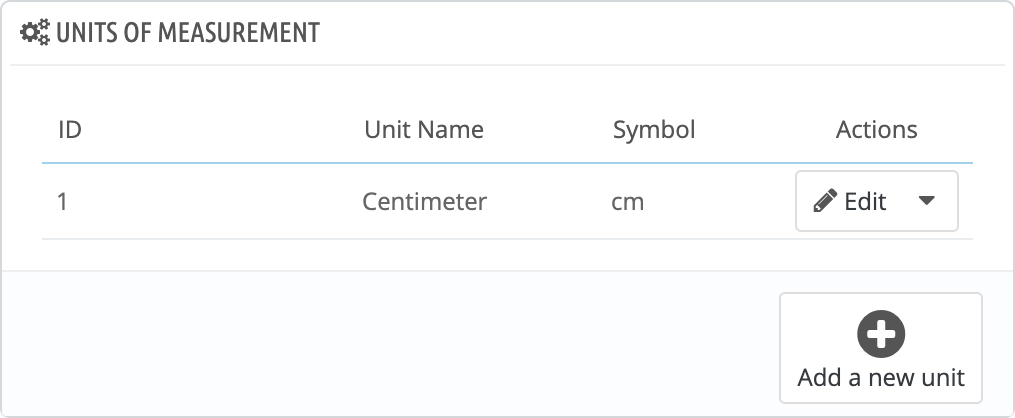 UNITS OF MEASUREMENT
ID Unit Name Symbol Actions
1 Centimeter cm Edit
Add a new unit